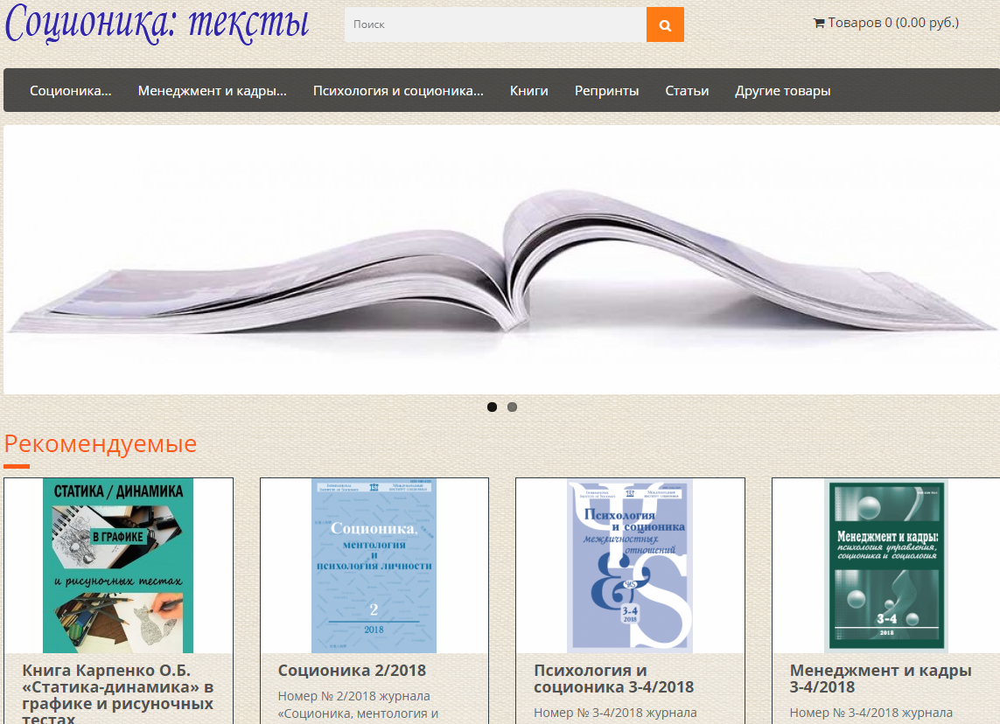 Соционика: тексты
Поиск
Товаров 0 (0.00 руб.)
Соционика... Менеджмент и кадры... Психология и соционика... Книги Репринты Статьи Другие товары
Рекомендуемые
СТАТИКА / ДИНАМИКА
В ГРАФИКЕ
и рисуночных тестах
Книга Карпенко О.Б.
«Статика-динамика» в
графике и рисуночных
тестах
Соционика,
ментология
и
психология личности
2
2018
Соционика 2/2018
Номер № 2/2018 журнала
«Соционика, ментология и
Психология
и соционика
межличностных
отношений
&
3-4
2018
Психология и
соционика 3-4/2018
Номер № 3-4/2018 журнала
Менеджмент и кадры:
психология управления,
соционика и социология
3-4
2018
Менеджмент и кадры
3-4/2018
Номер № 3-4/2018 журнала